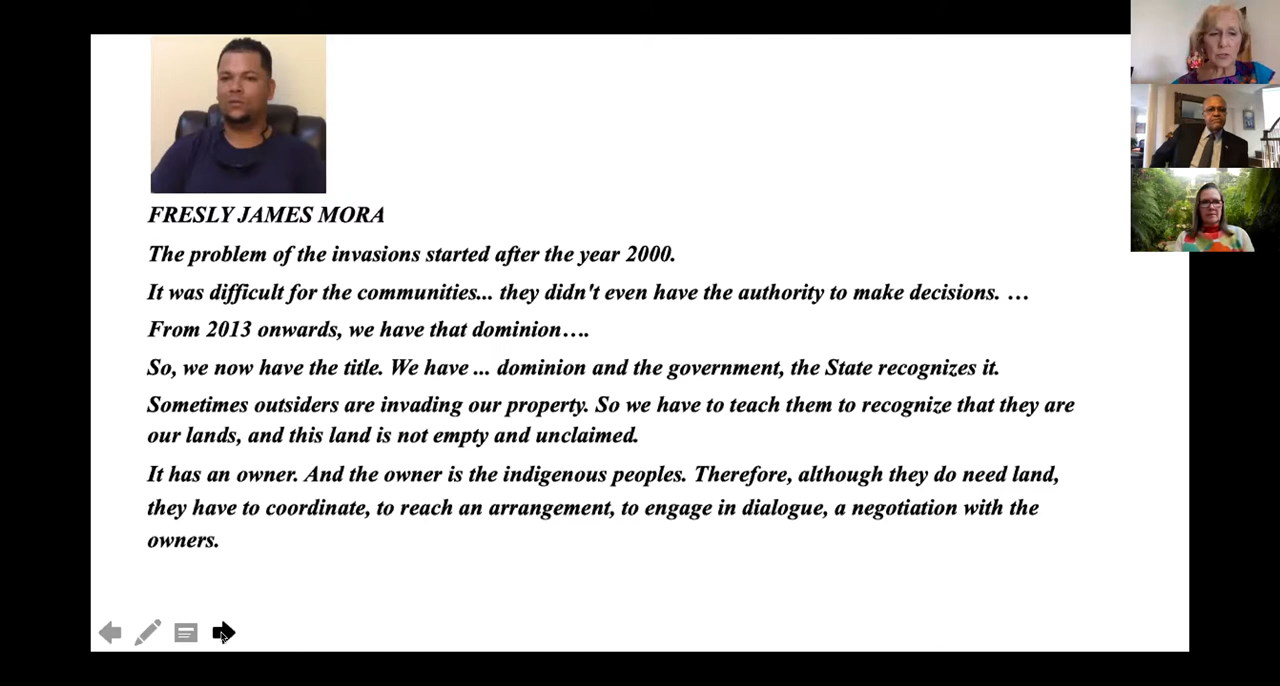 FRESLY JAMES MORA
The problem of the invasions started after the year 2000.
It was difficult for the communities... they didn't even have the authority to make decisions. …
From 2013 onwards, we have that dominion….
So, we now have the title. We have ... dominion and the government, the State recognizes it.
Sometimes outsiders are invading our property. So we have to teach them to recognize that they are
our lands, and this land is not empty and unclaimed.
It has an owner. And the owner is the indigenous peoples. Therefore, although they do need land,
they have to coordinate, to reach an arrangement, to engage in dialogue, a negotiation with the
owners.